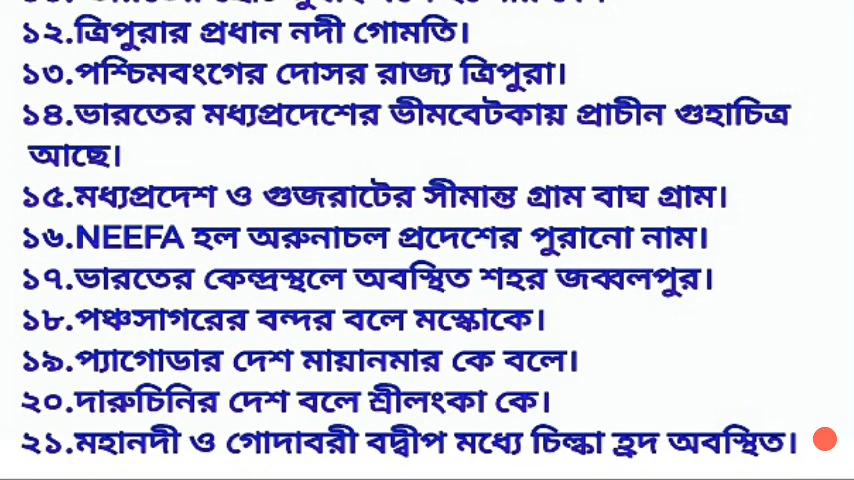 ১২.ত্রিপুরার প্রধান নদী গোমতি।
১৩.পশ্চিমবংগের দোসর রাজ্য ত্রিপুরা।
১৪.ভারতের মধ্যপ্রদেশের ভীমবেটকায় প্রাচীন গুহাচিত্র
আছে।
১৫.মধ্যপ্রদেশ ও গুজরাটের সীমান্ত গ্রাম বাঘ গ্রাম।
১৬.NEEFA হল অরুনাচল প্রদেশের পুরানো নাম।
১৭.ভারতের কেন্দ্রস্থলে অবস্থিত শহর জব্বলপুর।
১৮.পঞ্চসাগরের বন্দর বলে মস্কোকে।
১৯.প্যাগোডার দেশ মায়ানমার কে বলে।
২০.দারুচিনির দেশ বলে শ্রীলংকা কে।
২১.মহানদী ও গোদাবরী বদ্বীপ মধ্যে চিল্কা হ্রদ অবস্থিত।